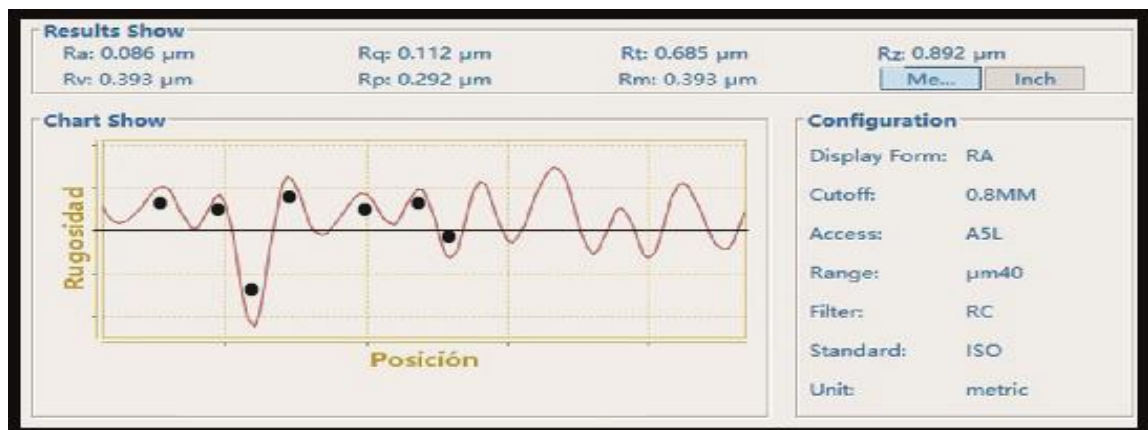 Results Show
Ra: 0.086 µm Rq: 0.112 µm Rt: 0.685 µm Rz: 0.892 µm
Rv: 0.393 µm Rp: 0.292 µm Rm: 0.393 µm Me... Inch
Chart Show
Rugosidad
Posición
Configuration
Display Form: RA
Cutoff: 0.8MM
Access: A5L
Range: µm40
Filter: RC
Standard: ISO
Unit: metric